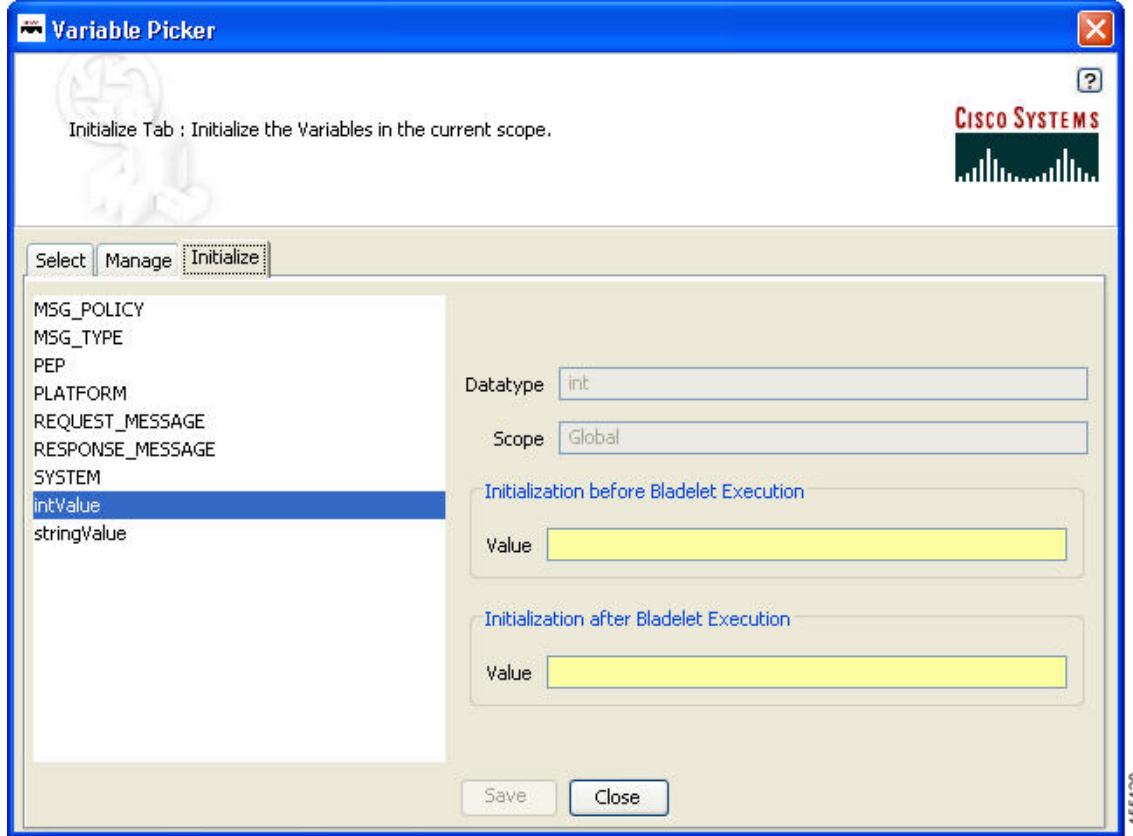 Variable Picker
?
Initialize Tab : Initialize the Variables in the current scope.
CISCO SYSTEMS
Select
Manage
Initialize
MSG_POLICY
MSG_TYPE
PEP
PLATFORM
REQUEST_MESSAGE
RESPONSE_MESSAGE
SYSTEM
intValue
stringValue
Datatype int
Scope Global
Initialization before Bladelet Execution
Value
Initialization after Bladelet Execution
Value
Save
Close